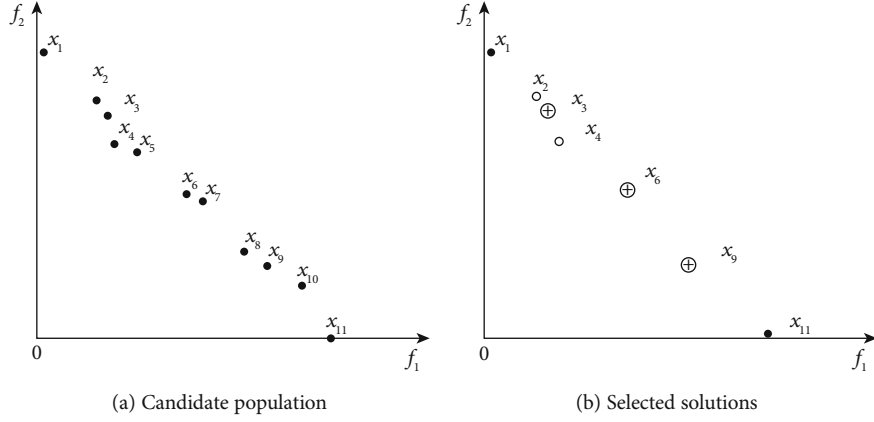 f₂
x₁
x₂
x₃
x₄
x₅
x₆
x₇
x₈
x₉
x₁₀
x₁₁
0
f₁
(a) Candidate population
f₂
x₁
x₂
x₃
x₄
x₆
x₉
x₁₁
0
f₁
(b) Selected solutions